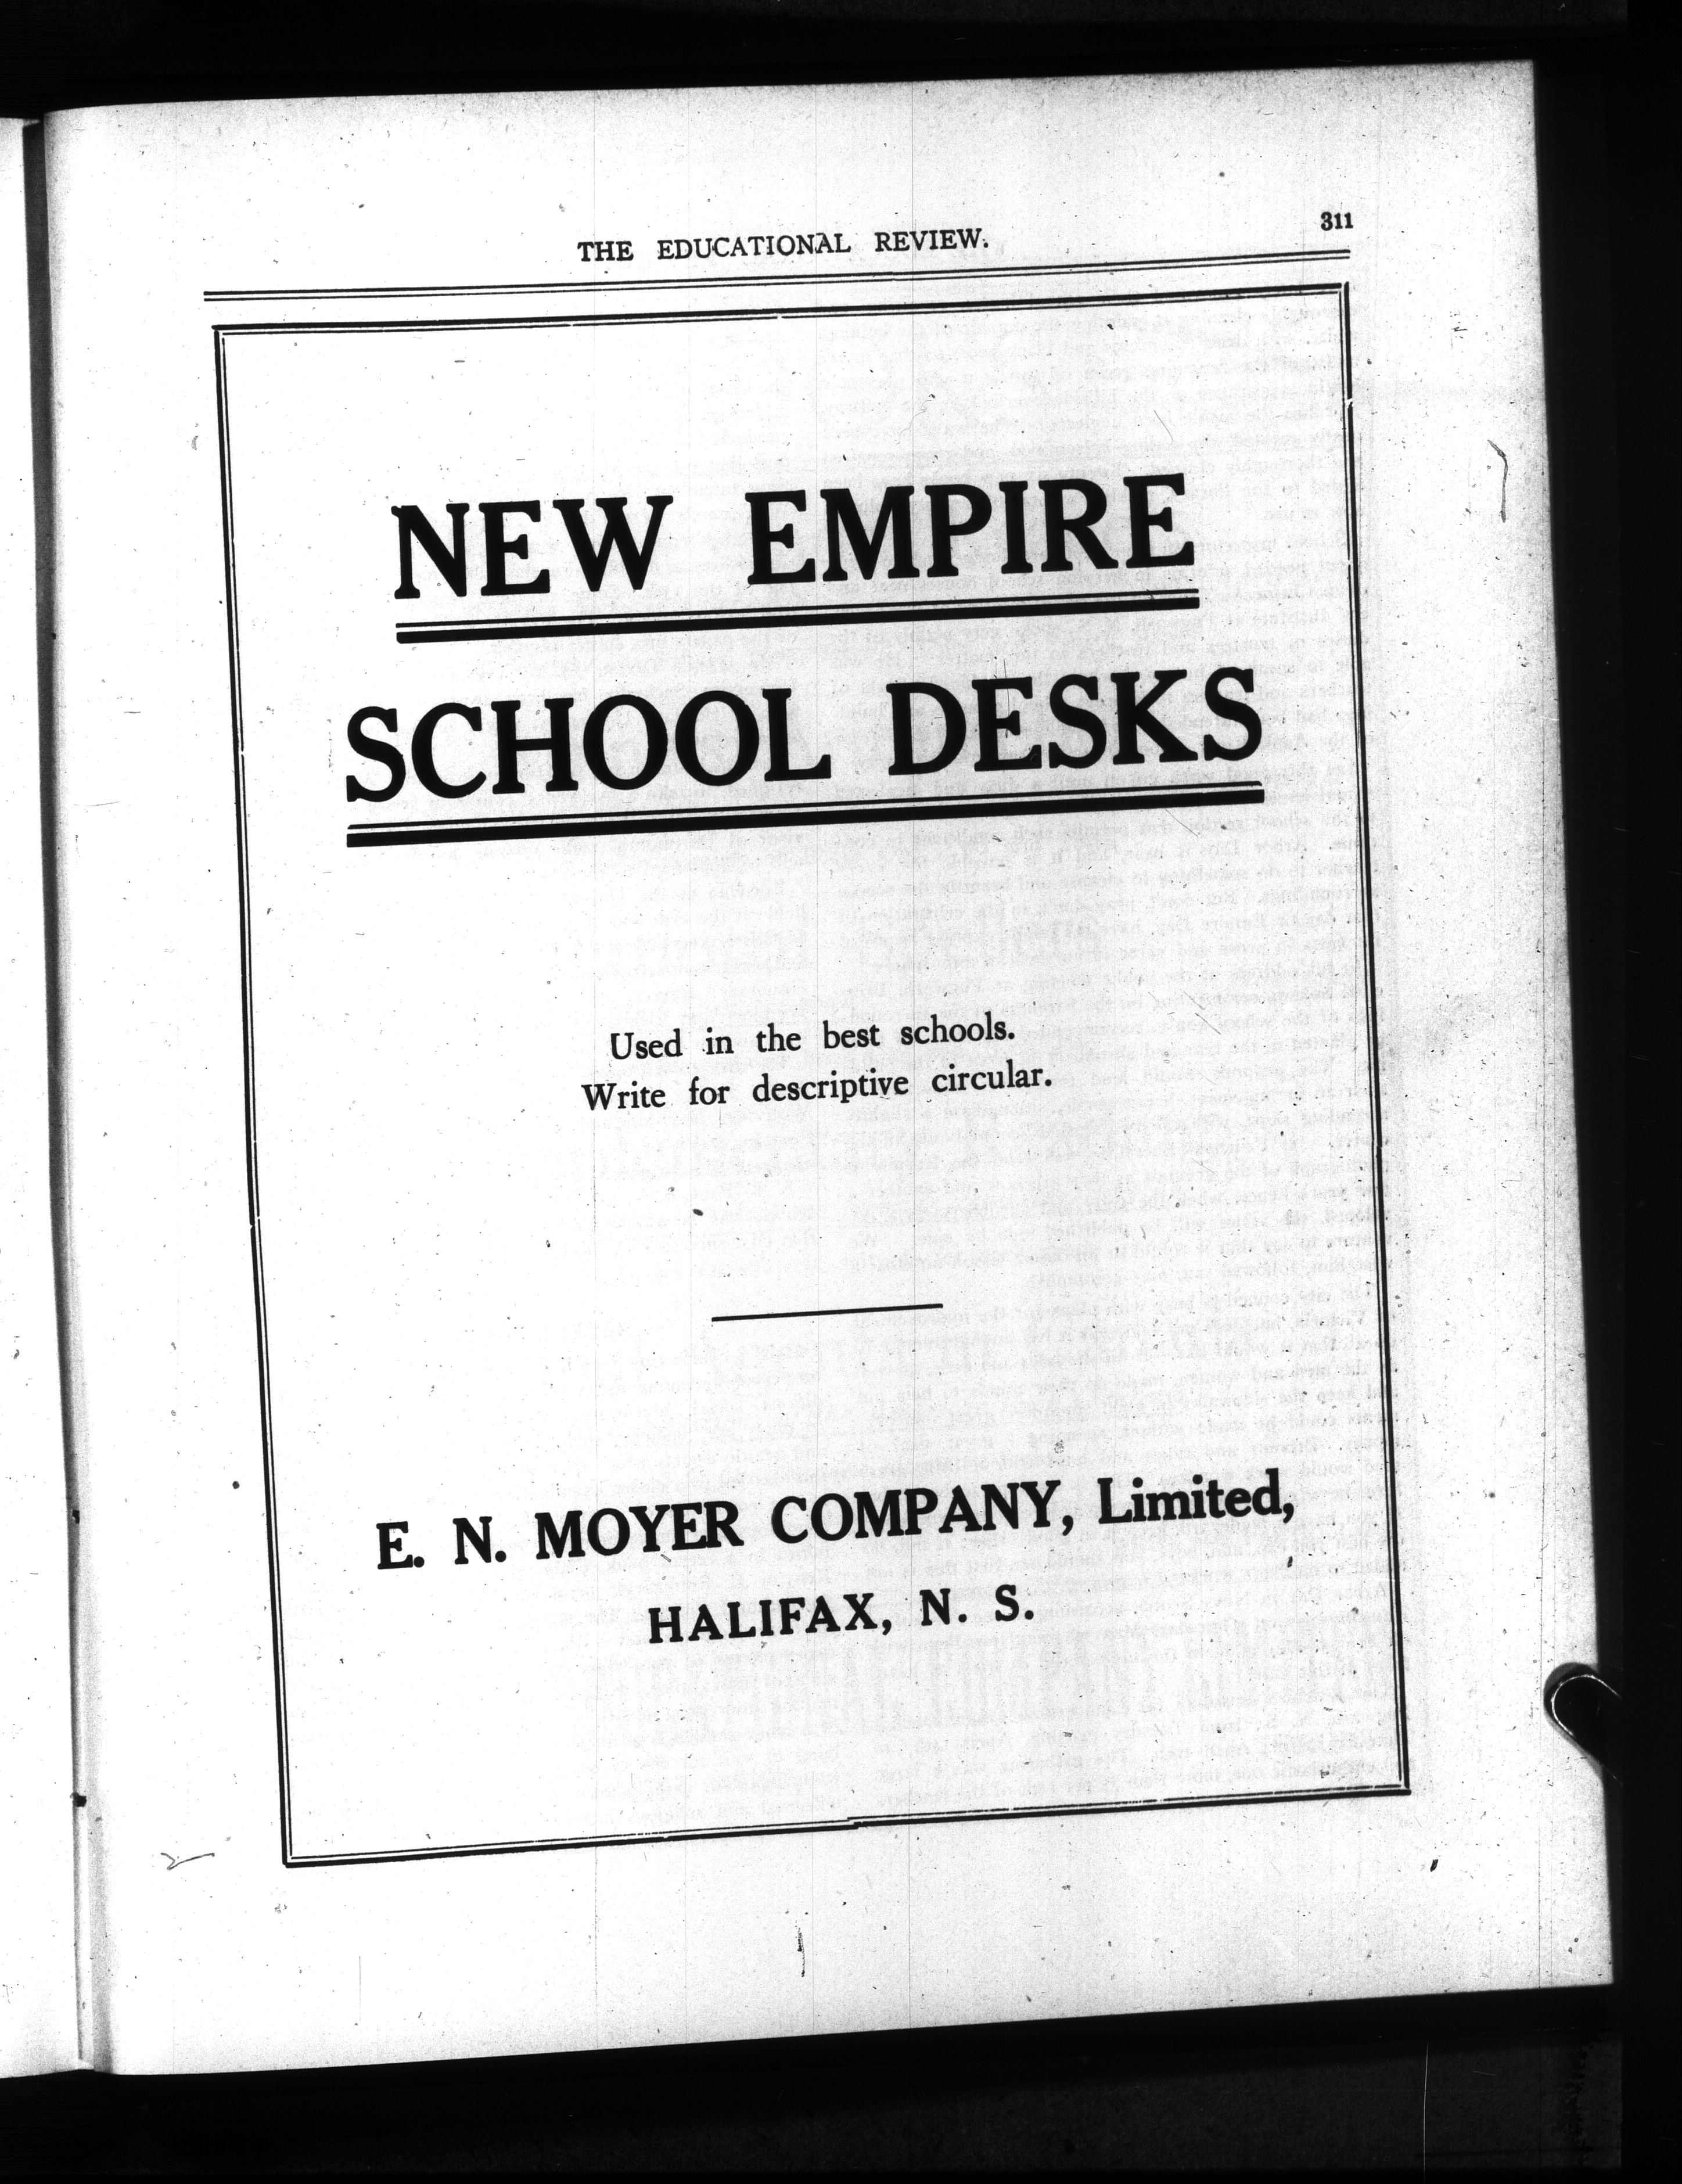 THE EDUCATIONAL REVIEW.
311
NEW EMPIRE
SCHOOL DESKS
Used in the best schools.
Write for descriptive circular.
E. N. MOYER COMPANY, Limited,
HALIFAX, N. S.